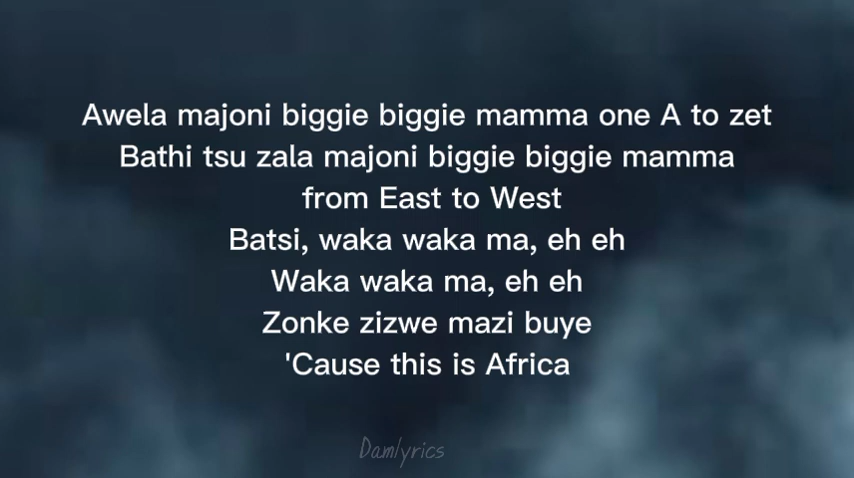 Awela majoni biggie biggie mamma one A to zet
Bathi tsu zala majoni biggie biggie mamma
from East to West
Batsi, waka waka ma, eh eh
Waka waka ma, eh eh
Zonke zizwe mazi buye
'Cause this is Africa
Damlyrics